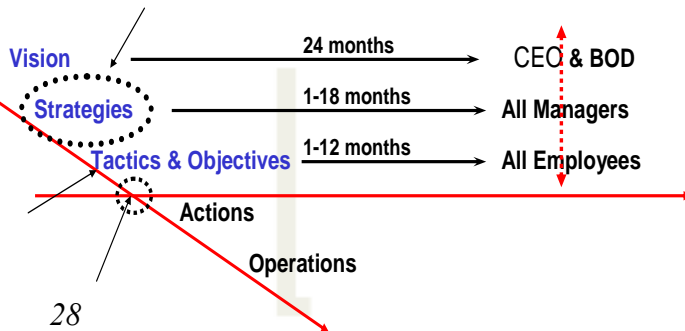 24 months
Vision
CEO & BOD
1-18 months
Strategies
All Managers
1-12 months
Tactics & Objectives
All Employees
Actions
Operations
28